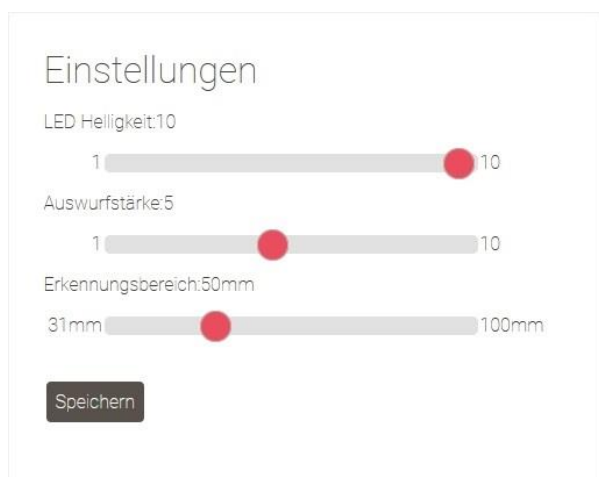 Einstellungen
LED Helligkeit:10
1 10
Auswurfstärke:5
1 10
Erkennungsbereich:50mm
31mm 100mm
Speichern